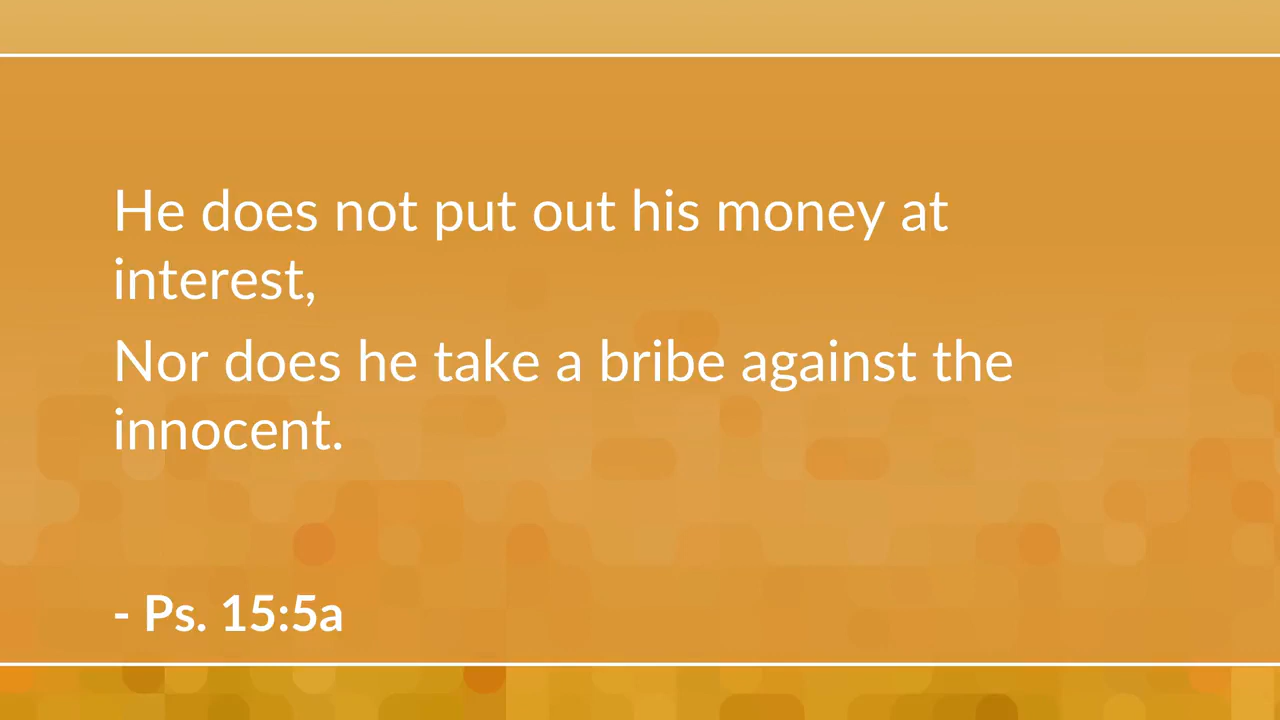 He does not put out his money at
interest,
Nor does he take a bribe against the
innocent.
- Ps. 15:5a